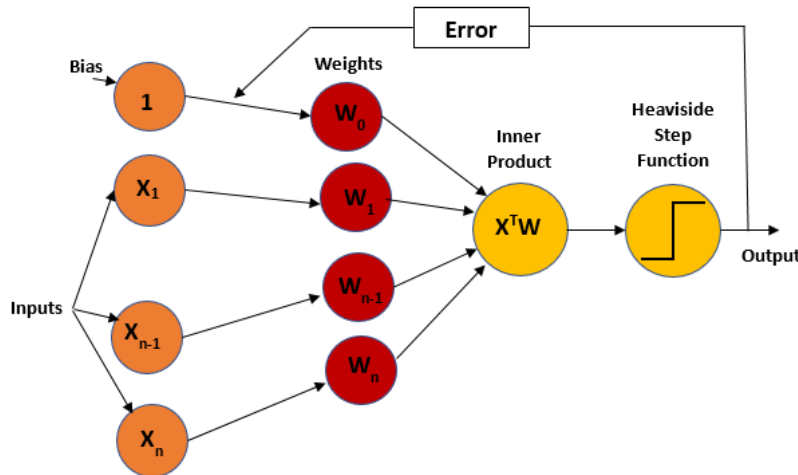 Error
Bias
Weights
1
W₀
Heaviside
Step
Function
Inner
Product
X₁
W₁
XᵀW
Output
Inputs
Xₙ₋₁
Wₙ₋₁
Wₙ
Xₙ